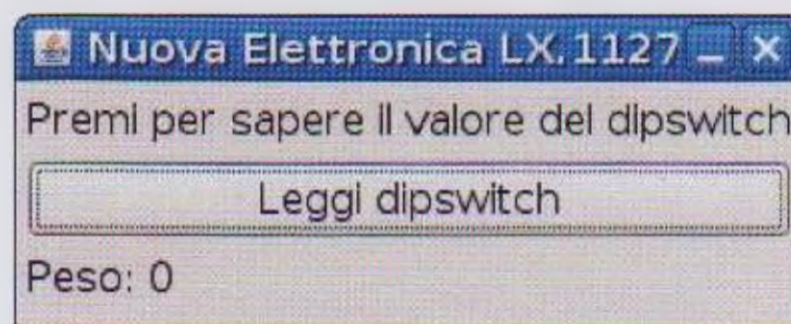 Nuova Elettronica LX.1127
Premi per sapere il valore del dipswitch
Leggi dipswitch
Peso: 0